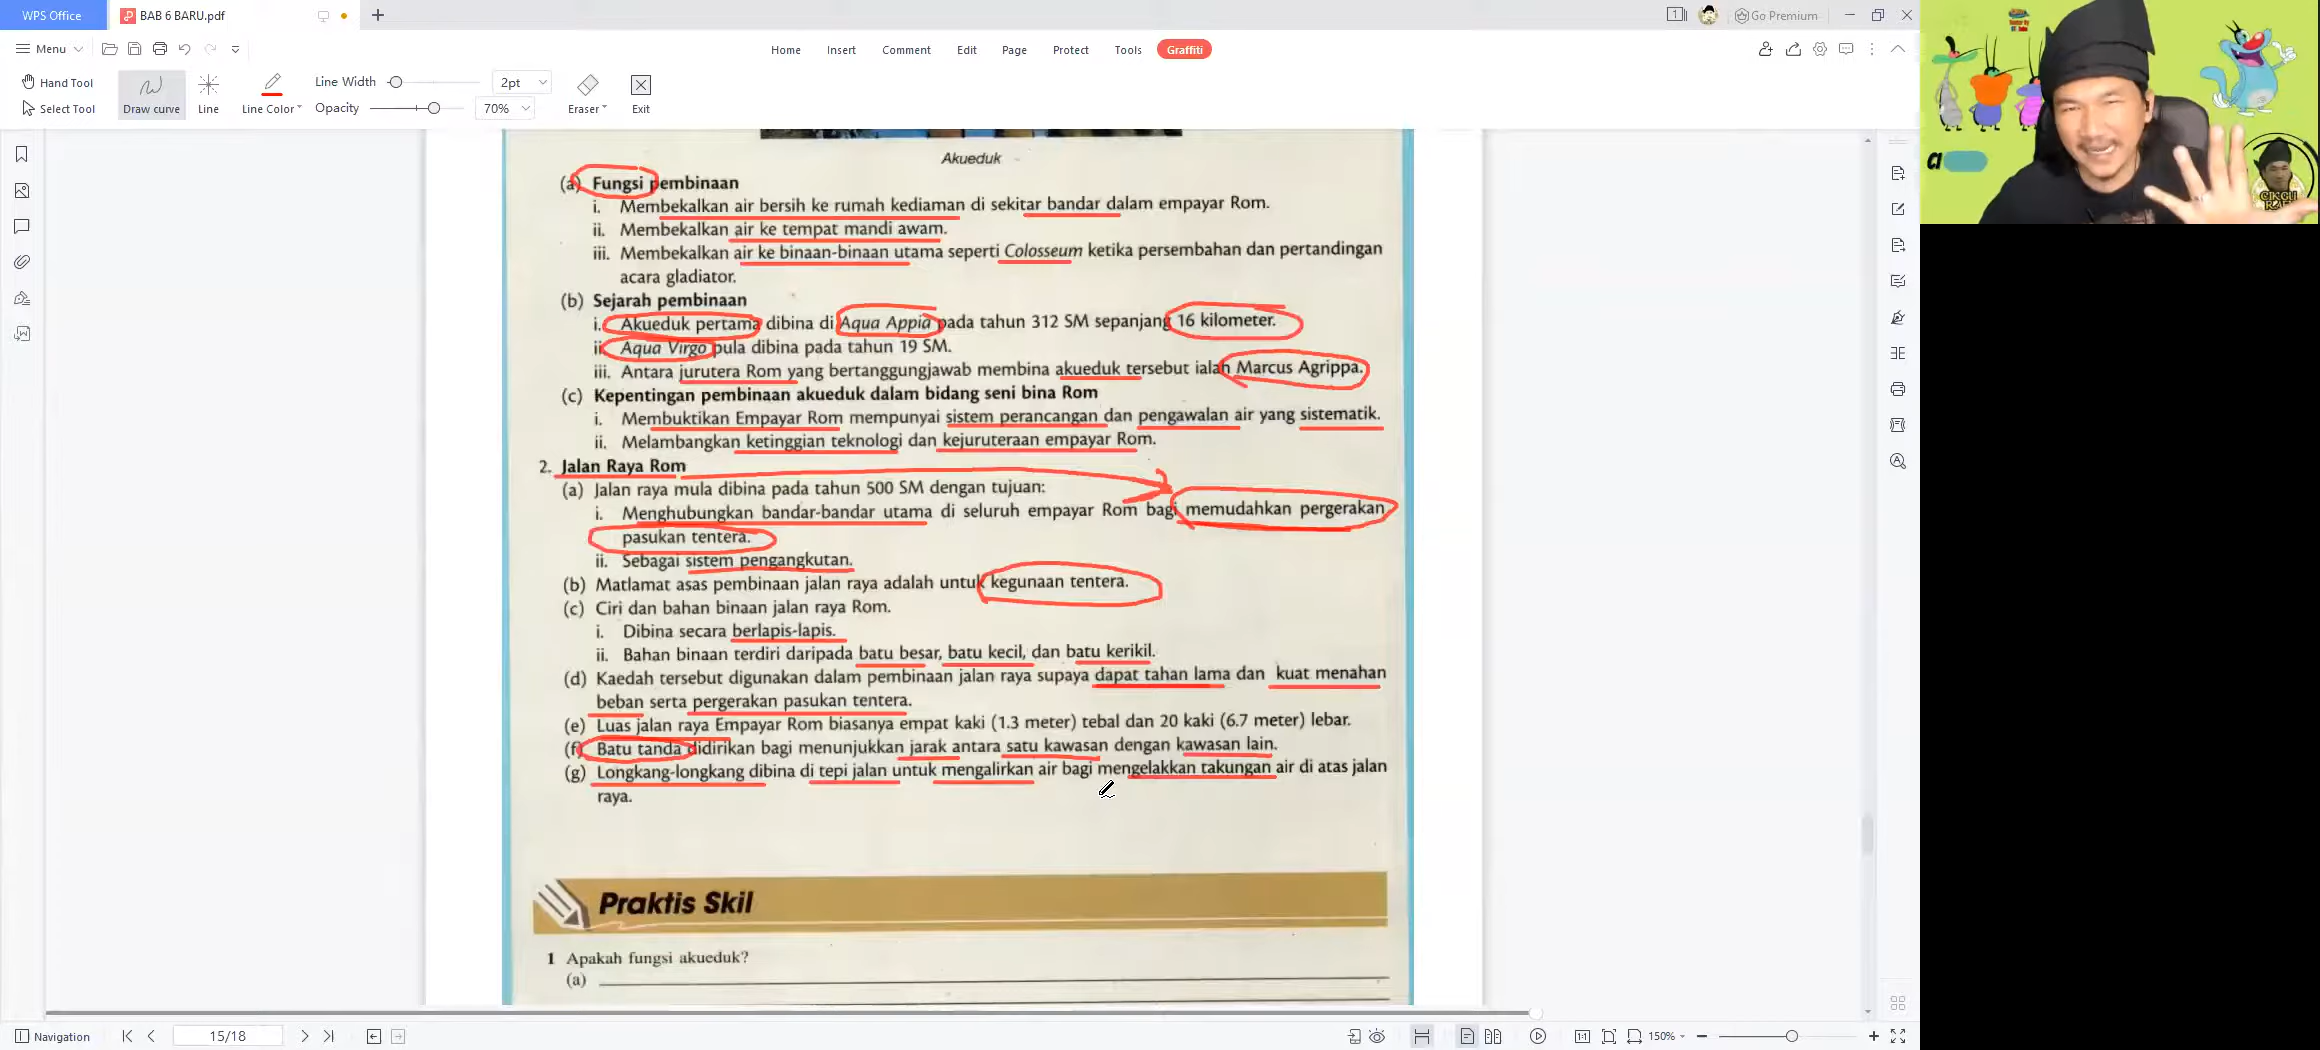 WPS Office
BAB 6 BARU.pdf
1
Go Premium
Menu
Home Insert Comment Edit Page Protect Tools Graffiti
Hand Tool
Select Tool
Draw curve
Line
Line Color
Line Width
2pt
Opacity
70%
Eraser
Exit
Akueduk
(a) Fungsi pembinaan
i. Membekalkan air bersih ke rumah kediaman di sekitar bandar dalam empayar Rom.
ii. Membekalkan air ke tempat mandi awam.
iii. Membekalkan air ke binaan-binaan utama seperti Colosseum ketika persembahan dan pertandingan
acara gladiator.
(b) Sejarah pembinaan
i. Akueduk pertama dibina di Aqua Appia pada tahun 312 SM sepanjang 16 kilometer.
ii. Aqua Virgo pula dibina pada tahun 19 SM.
iii. Antara jurutera Rom yang bertanggungjawab membina akueduk tersebut ialah Marcus Agrippa.
(c) Kepentingan pembinaan akueduk dalam bidang seni bina Rom
i. Membuktikan Empayar Rom mempunyai sistem perancangan dan pengawalan air yang sistematik.
ii. Melambangkan ketinggian teknologi dan kejuruteraan empayar Rom.
2. Jalan Raya Rom
(a) Jalan raya mula dibina pada tahun 500 SM dengan tujuan:
i. Menghubungkan bandar-bandar utama di seluruh empayar Rom bagi memudahkan pergerakan
pasukan tentera.
ii. Sebagai sistem pengangkutan.
(b) Matlamat asas pembinaan jalan raya adalah untuk kegunaan tentera.
(c) Ciri dan bahan binaan jalan raya Rom.
i. Dibina secara berlapis-lapis.
ii. Bahan binaan terdiri daripada batu besar, batu kecil, dan batu kerikil.
(d) Kaedah tersebut digunakan dalam pembinaan jalan raya supaya dapat tahan lama dan kuat menahan
beban serta pergerakan pasukan tentera.
(e) Luas jalan raya Empayar Rom biasanya empat kaki (1.3 meter) tebal dan 20 kaki (6.7 meter) lebar.
(f) Batu tanda didirikan bagi menunjukkan jarak antara satu kawasan dengan kawasan lain.
(g) Longkang-longkang dibina di tepi jalan untuk mengalirkan air bagi mengelakkan takungan air di atas jalan
raya.
Praktis Skil
1 Apakah fungsi akueduk?
(a)
Navigation
15/18
1:1
150%
CIKGU